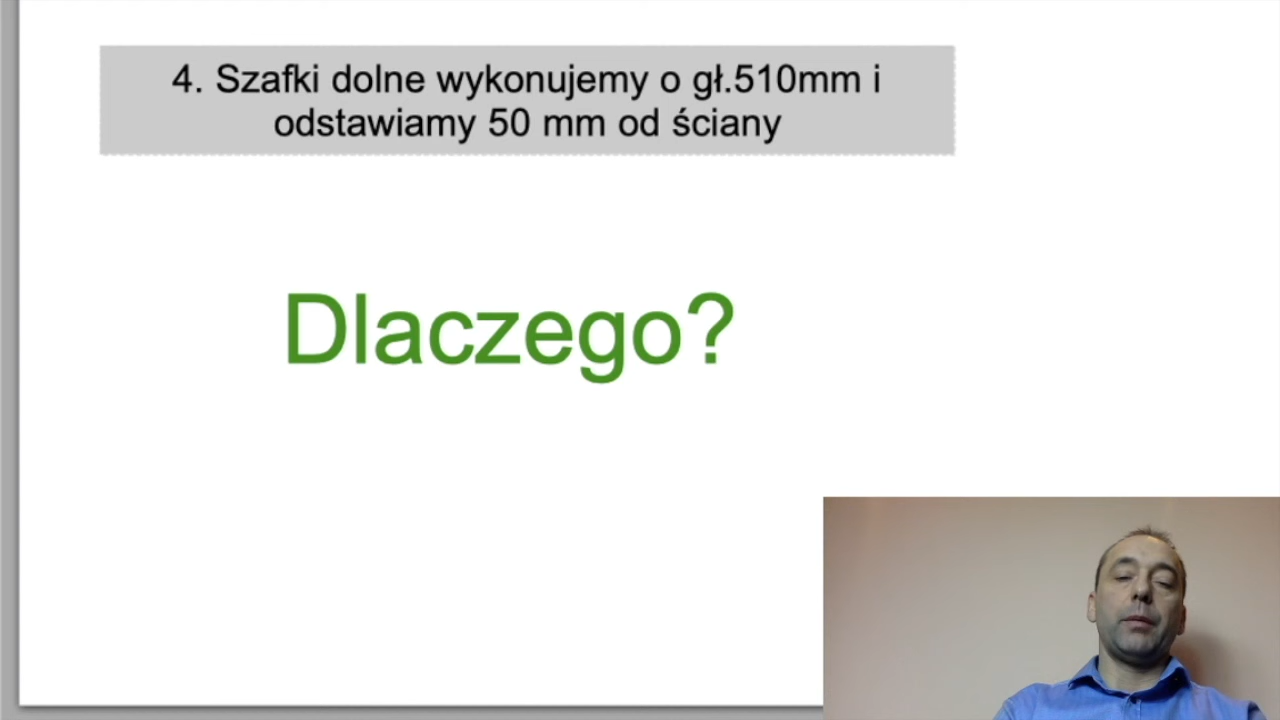 4. Szafki dolne wykonujemy o gł.510mm i
odstawiamy 50 mm od ściany
Dlaczego?